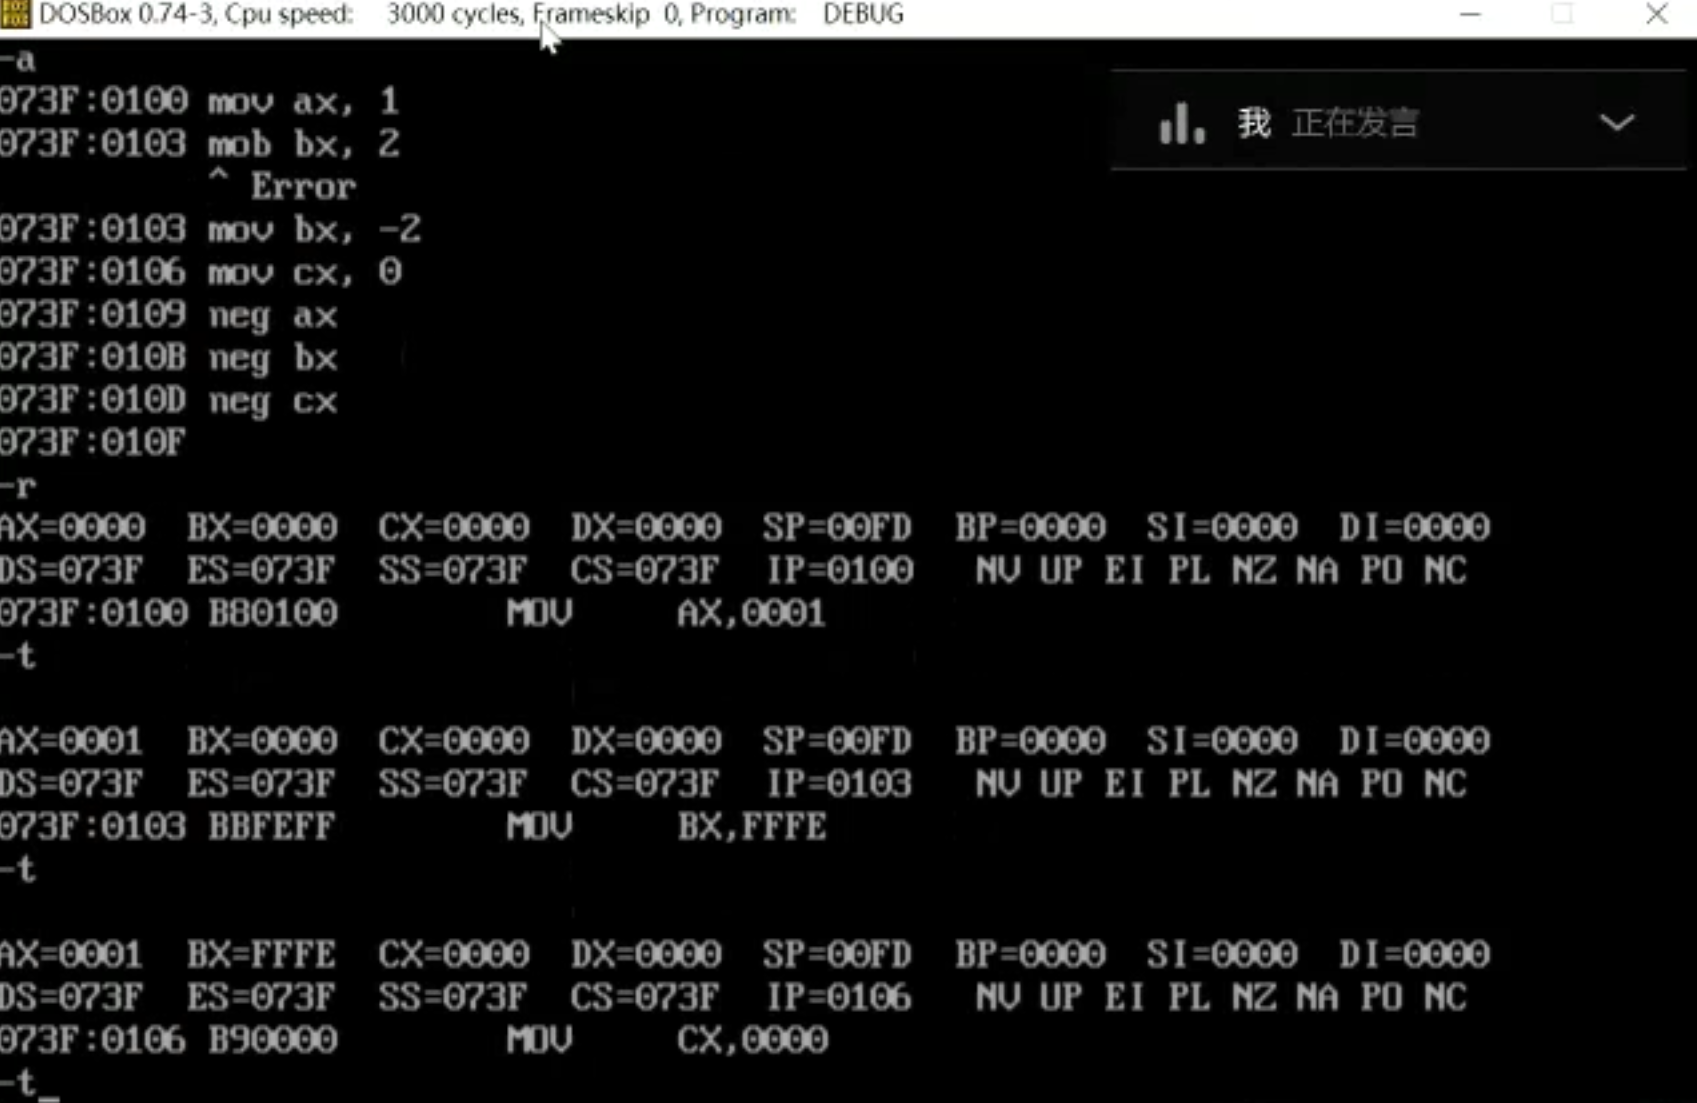 DOSBox 0.74-3, Cpu speed: 3000 cycles, Frameskip 0, Program: DEBUG
-a
我 正在发言
073F:0100 mov ax, 1
073F:0103 mob bx, 2
^ Error
073F:0103 mov bx, -2
073F:0106 mov cx, 0
073F:0109 neg ax
073F:010B neg bx
073F:010D neg cx
073F:010F
-r
AX=0000 BX=0000 CX=0000 DX=0000 SP=00FD BP=0000 SI=0000 DI=0000
DS=073F ES=073F SS=073F CS=073F IP=0100 NV UP EI PL NZ NA PO NC
073F:0100 B80100 MOV AX,0001
-t
AX=0001 BX=0000 CX=0000 DX=0000 SP=00FD BP=0000 SI=0000 DI=0000
DS=073F ES=073F SS=073F CS=073F IP=0103 NV UP EI PL NZ NA PO NC
073F:0103 BBFEFF MOV BX,FFFE
-t
AX=0001 BX=FFFE CX=0000 DX=0000 SP=00FD BP=0000 SI=0000 DI=0000
DS=073F ES=073F SS=073F CS=073F IP=0106 NV UP EI PL NZ NA PO NC
073F:0106 B90000 MOV CX,0000
-t_